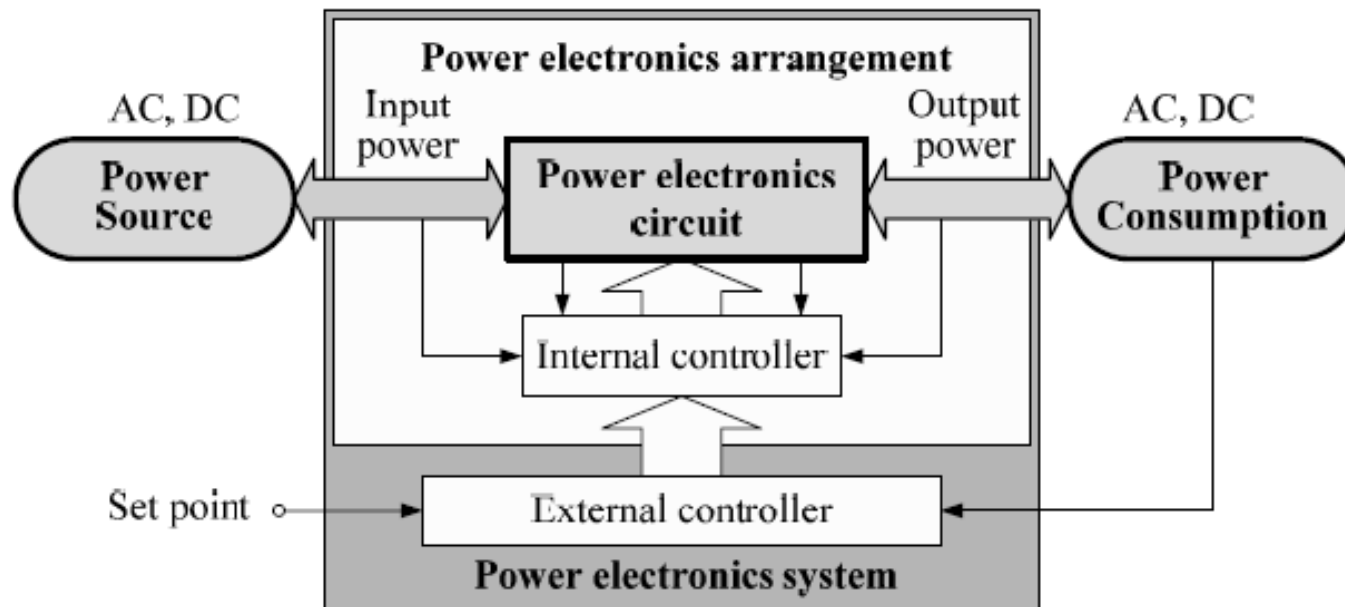 Power electronics arrangement
AC, DC
Input
power
Output
power
AC, DC
Power
Source
Power electronics
circuit
Power
Consumption
Internal controller
Set point
External controller
Power electronics system